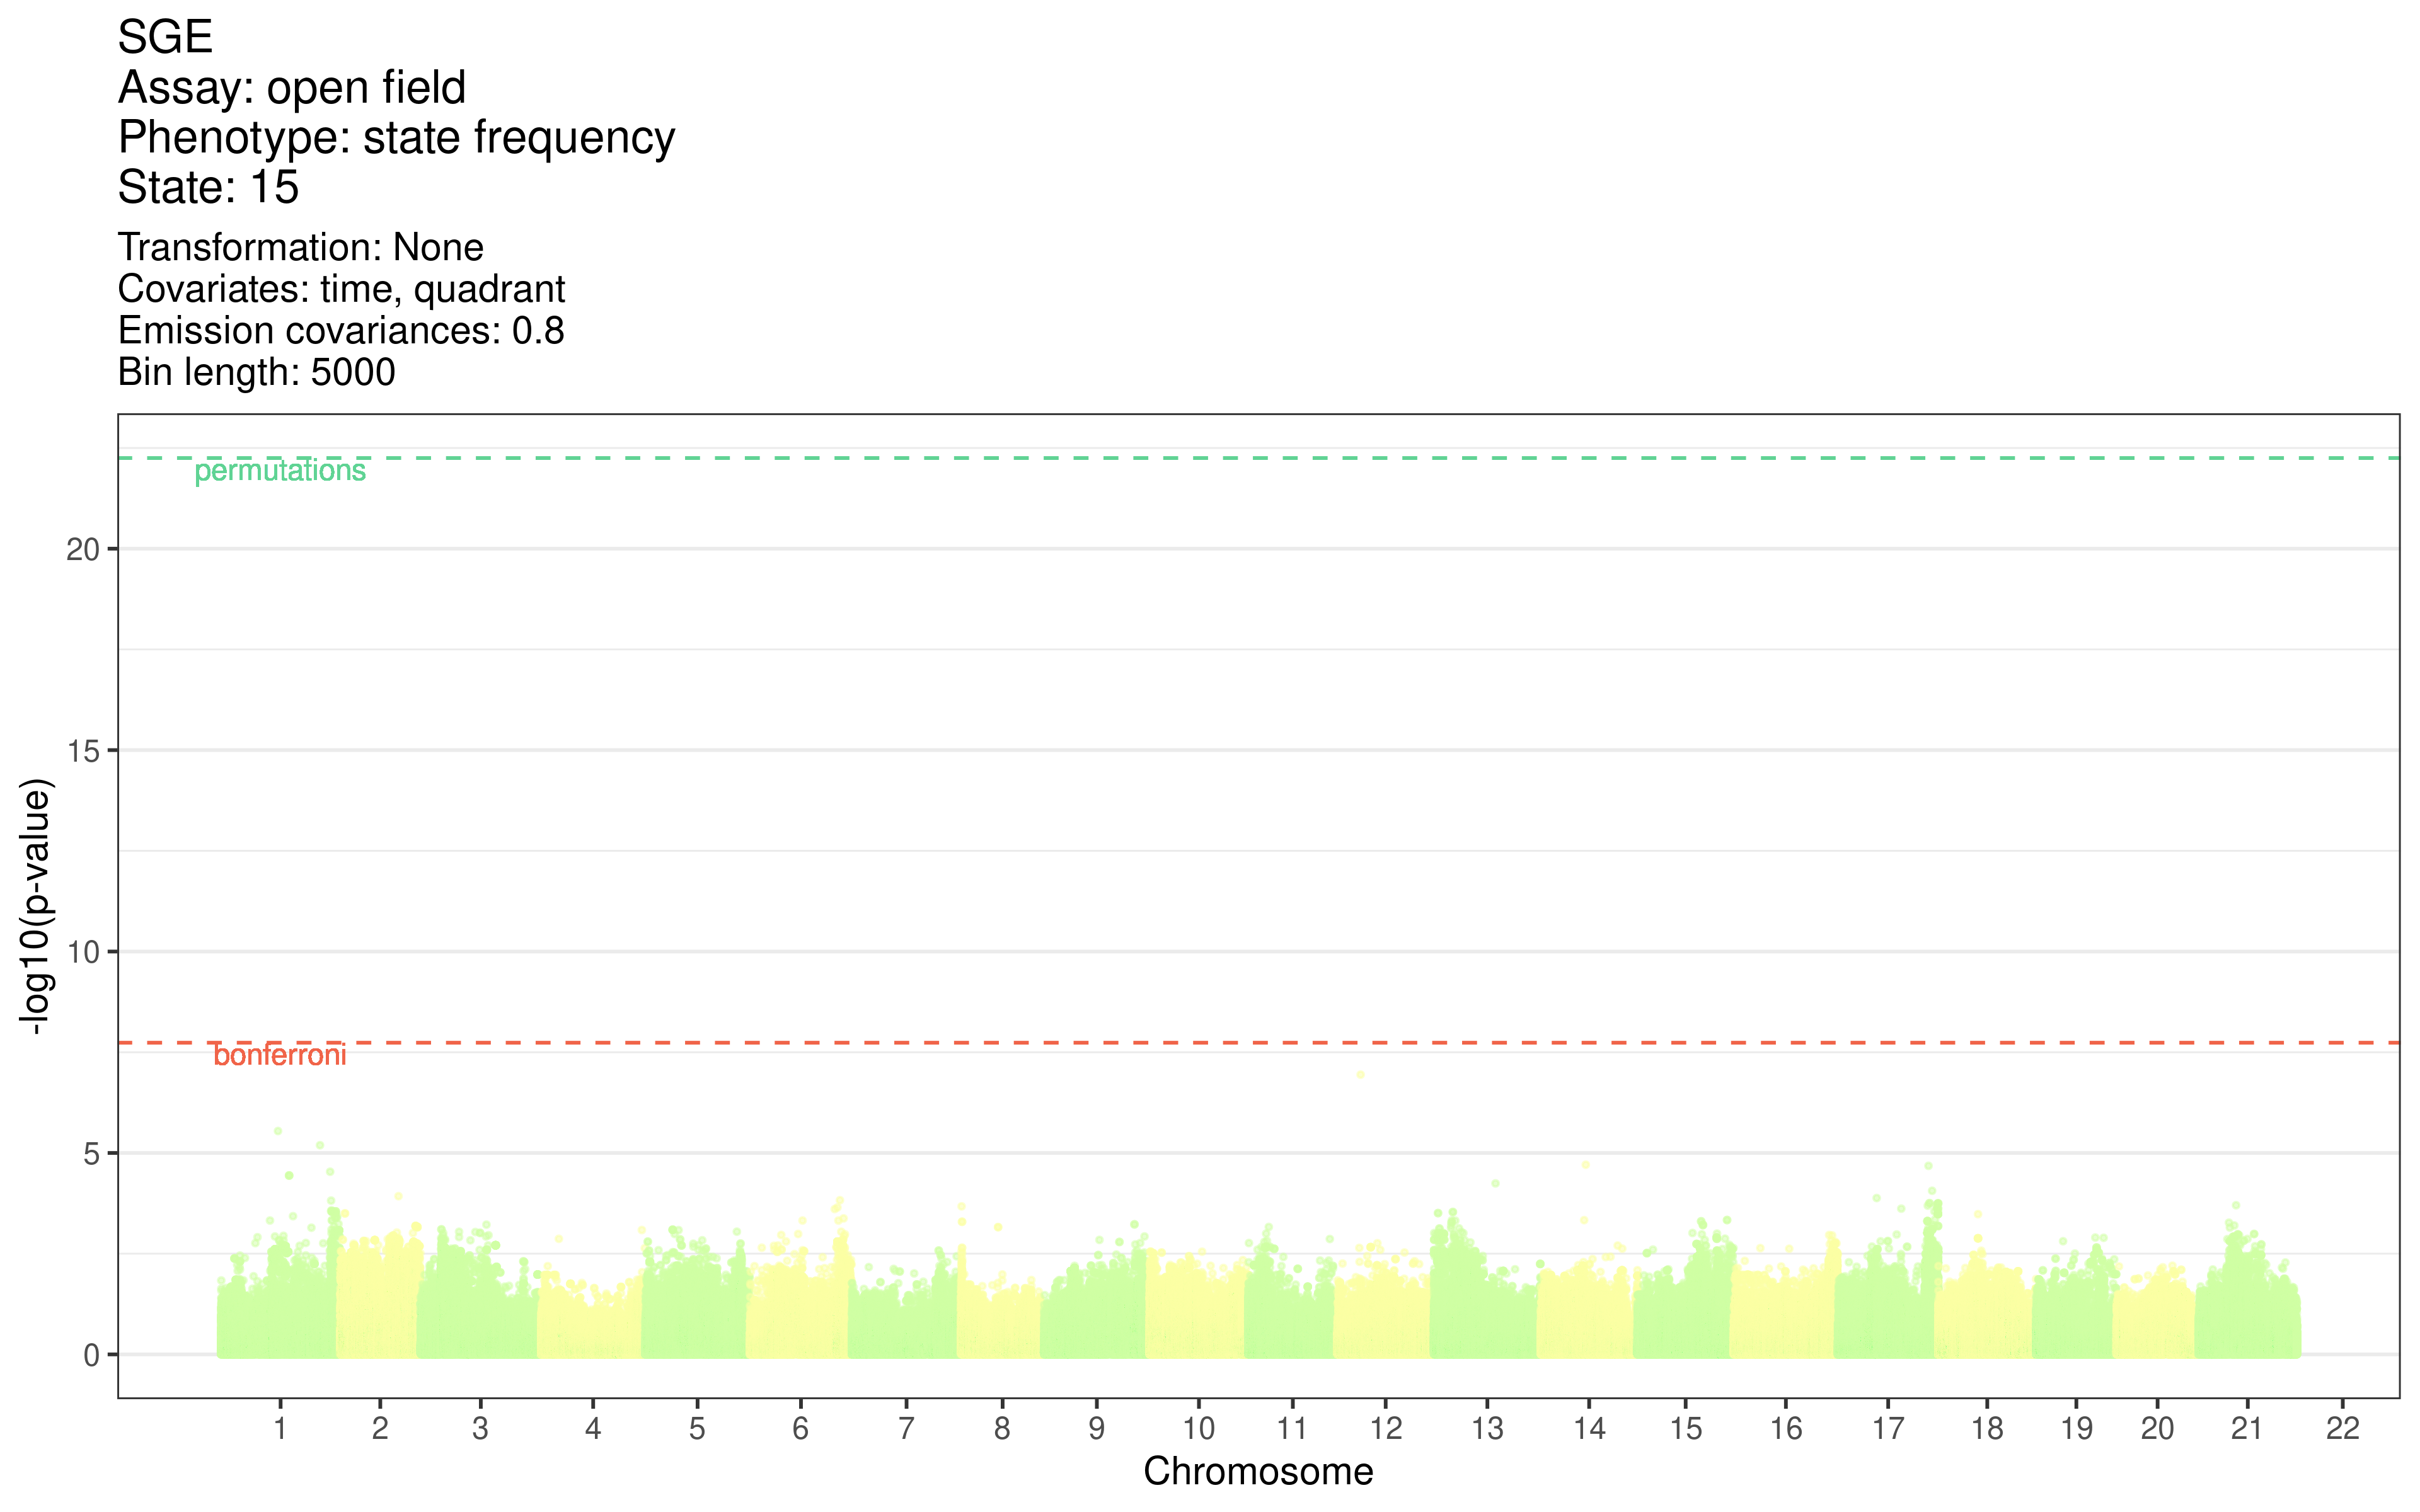 SGE
Assay: open field
Phenotype: state frequency
State: 15
Transformation: None
Covariates: time, quadrant
Emission covariances: 0.8
Bin length: 5000
permutations
20
15
10
bonferroni
5
0
-log10(p-value)
1 2 3 4 5 6 7 8 9 10 11 12 13 14 15 16 17 18 19 20 21 22
Chromosome